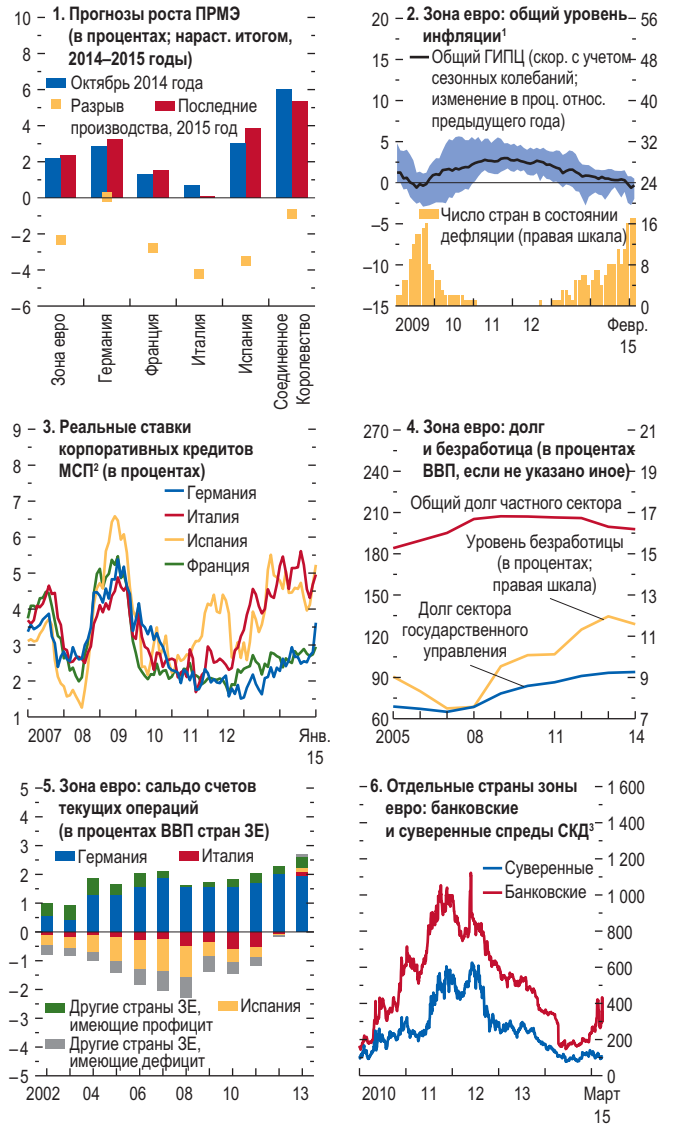 1. Прогнозы роста ПРМЭ
(в процентах; нараст. итогом,
2014–2015 годы)
10
8
6
4
2
0
–2
–4
–6
Октябрь 2014 года
Разрыв
Последние
производства, 2015 год
Зона евро
Германия
Франция
Италия
Испания
Соединенное
Королевство
2. Зона евро: общий уровень
инфляции¹
20
15
10
5
0
–5
–10
–15
56
48
40
32
24
16
8
0
Общий ГИПЦ (скор. с учетом
сезонных колебаний;
изменение в проц. относ.
предыдущего года)
Число стран в состоянии
дефляции (правая шкала)
2009 10 11 12 Февр.
15
3. Реальные ставки
корпоративных кредитов
МСП² (в процентах)
9
8
7
6
5
4
3
2
1
Германия
Италия
Испания
Франция
2007 08 09 10 11 12 Янв.
15
4. Зона евро: долг
и безработица (в процентах
ВВП, если не указано иное)
270
240
210
180
150
120
90
60
21
19
17
15
13
11
9
7
Общий долг частного сектора
Уровень безработицы
(в процентах;
правая шкала)
Долг сектора
государственного
управления
2005 08 11 14
5. Зона евро: сальдо счетов
текущих операций
(в процентах ВВП стран ЗЕ)
5
4
3
2
1
0
–1
–2
–3
–4
–5
Германия
Италия
Другие страны ЗЕ,
имеющие профицит
Испания
Другие страны ЗЕ,
имеющие дефицит
2002 04 06 08 10 13
6. Отдельные страны зоны
евро: банковские
и суверенные спреды СКД³
1 600
1 400
1 200
1 000
800
600
400
200
0
Суверенные
Банковские
2010 11 12 13 Март
15